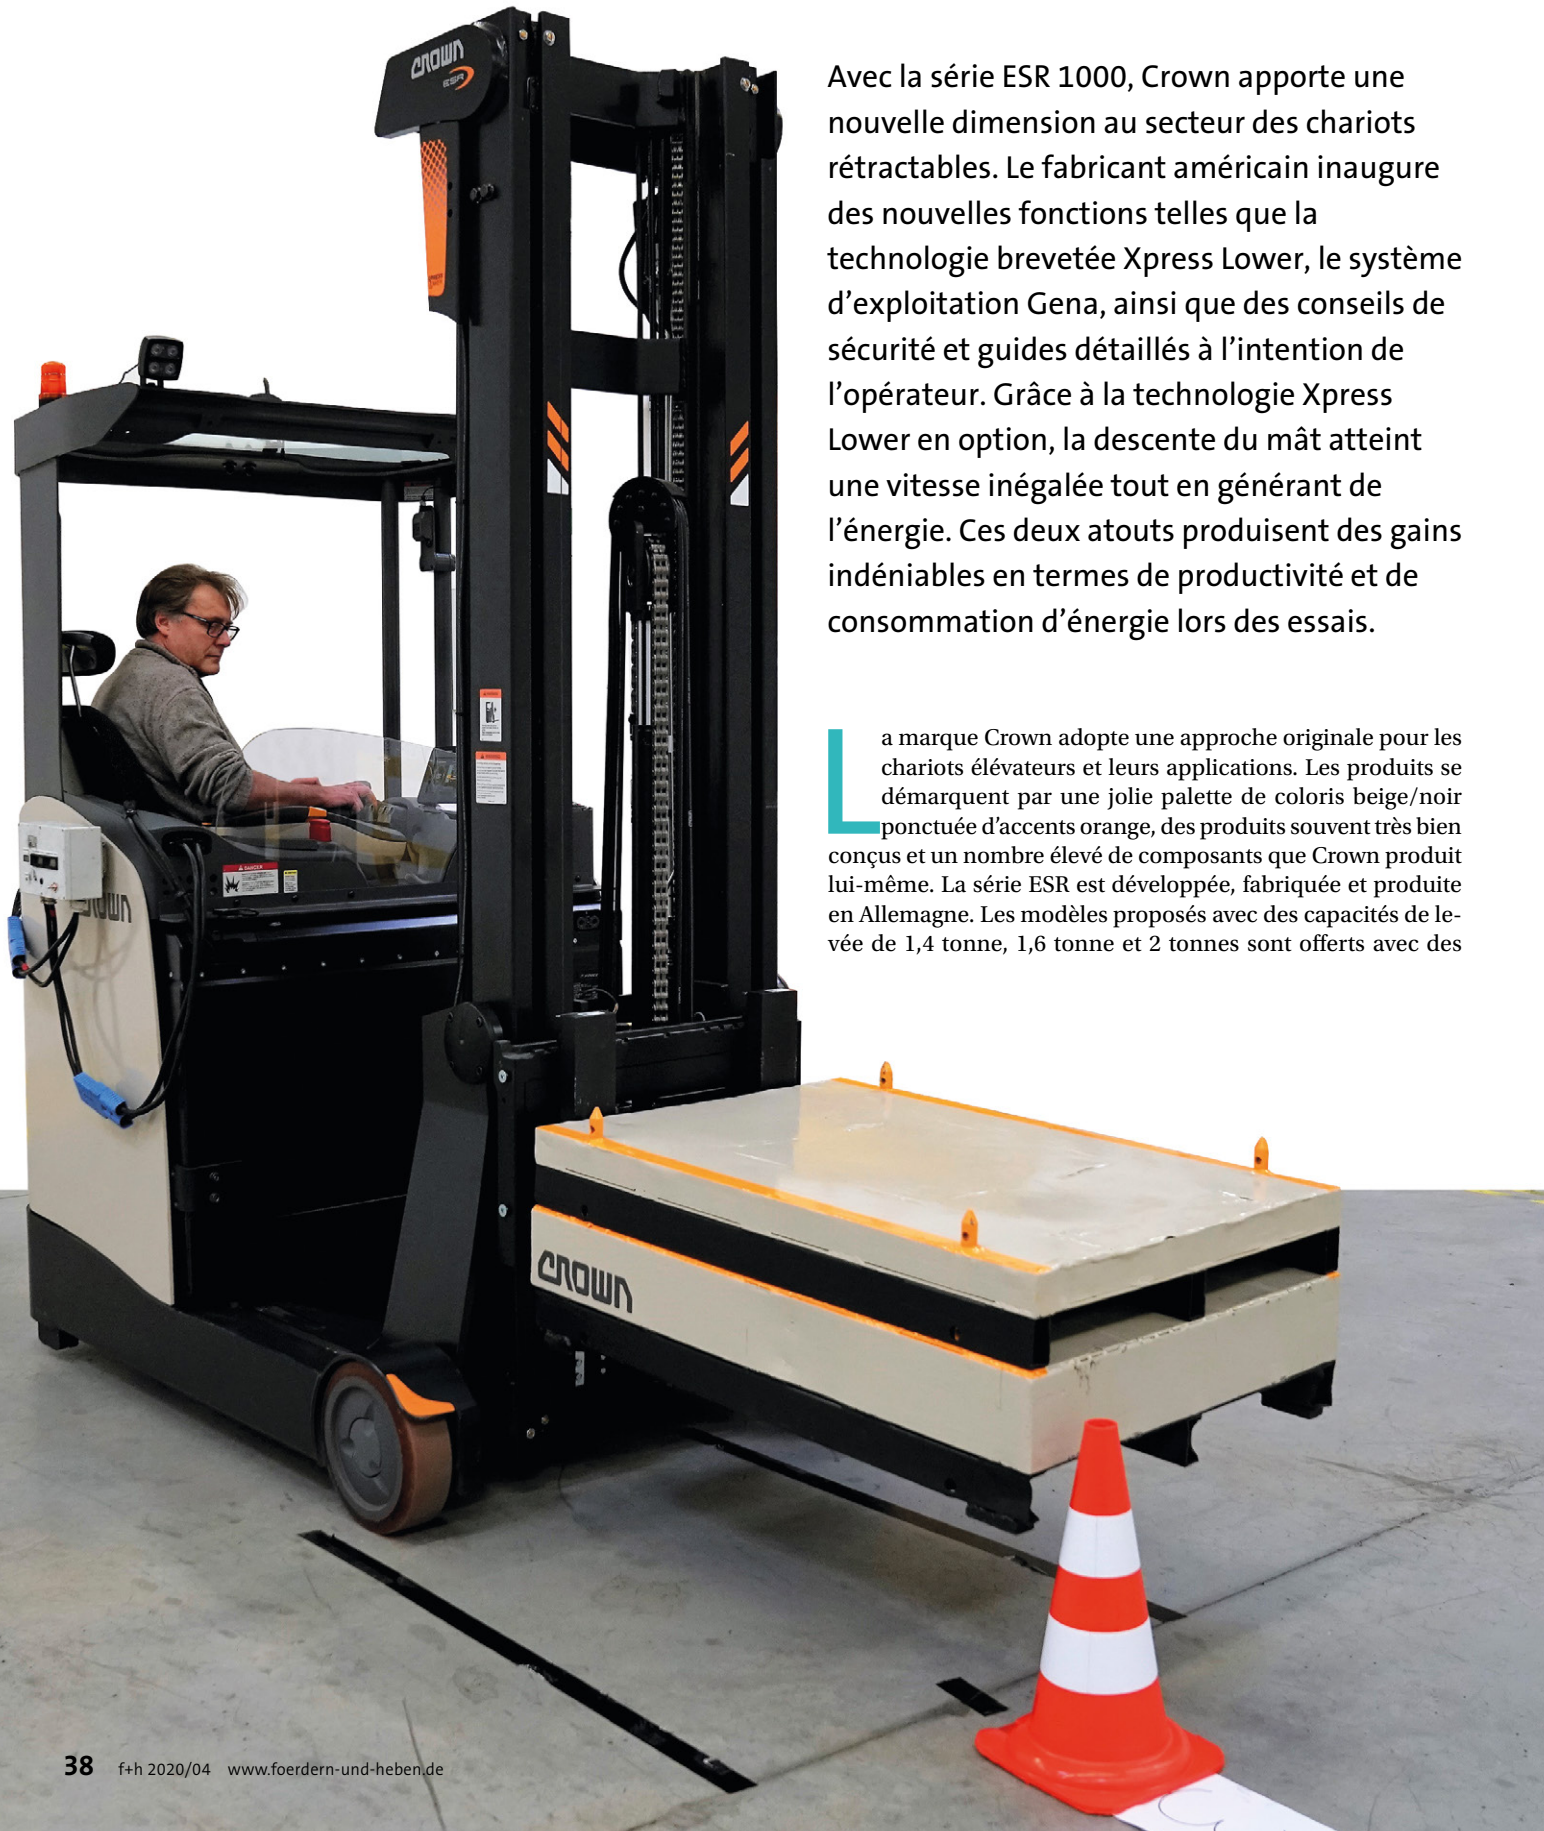 CROWN
ESR
Avec la série ESR 1000, Crown apporte une
nouvelle dimension au secteur des chariots
rétractables. Le fabricant américain inaugure
des nouvelles fonctions telles que la
technologie brevetée Xpress Lower, le système
d’exploitation Gena, ainsi que des conseils de
sécurité et guides détaillés à l’intention de
l’opérateur. Grâce à la technologie Xpress
Lower en option, la descente du mât atteint
une vitesse inégalée tout en générant de
l’énergie. Ces deux atouts produisent des gains
indéniables en termes de productivité et de
consommation d’énergie lors des essais.
La marque Crown adopte une approche originale pour les
chariots élévateurs et leurs applications. Les produits se
démarquent par une jolie palette de coloris beige/noir
ponctuée d’accents orange, des produits souvent très bien
conçus et un nombre élevé de composants que Crown produit
lui-même. La série ESR est développée, fabriquée et produite
en Allemagne. Les modèles proposés avec des capacités de le-
vée de 1,4 tonne, 1,6 tonne et 2 tonnes sont offerts avec des
DANGER
CROWN
CROWN
38 f+h 2020/04 www.foerdern-und-heben.de